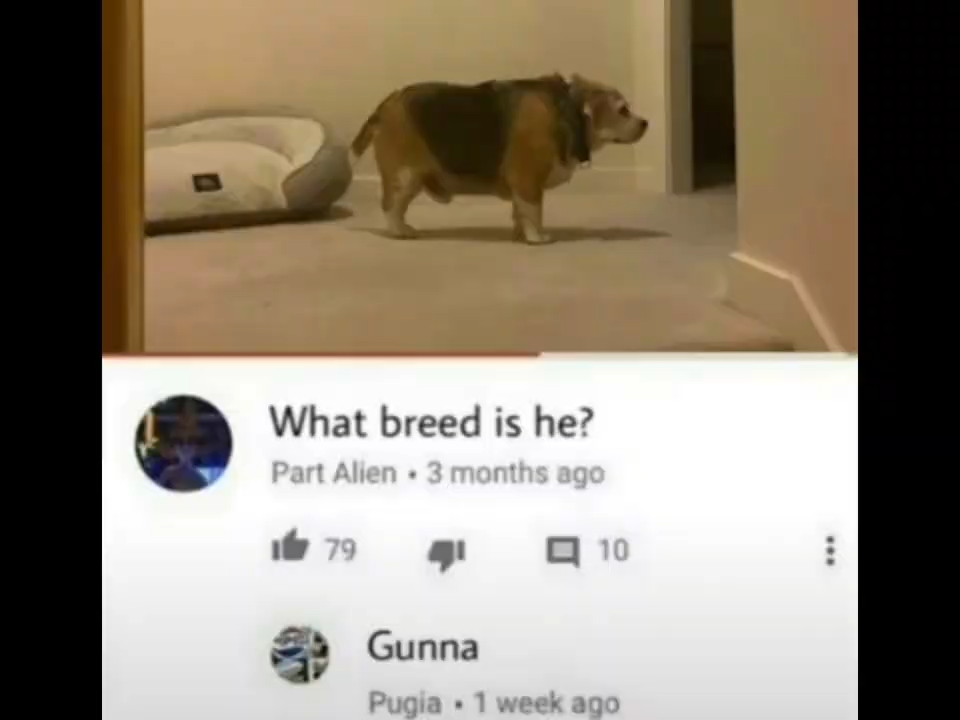 What breed is he?
Part Alien • 3 months ago
79
10
Gunna
Pugia • 1 week ago